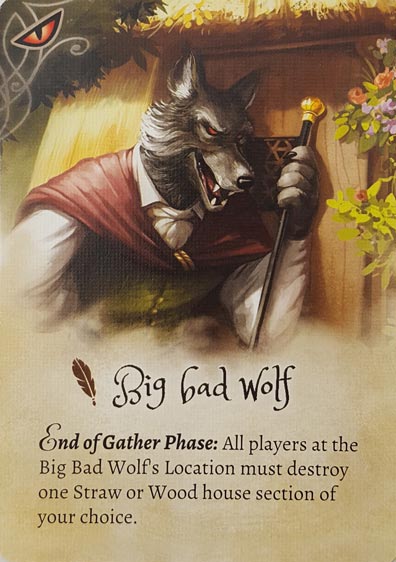 Big bad Wolf
End of Gather Phase: All players at the
Big Bad Wolf's Location must destroy
one Straw or Wood house section of
your choice.